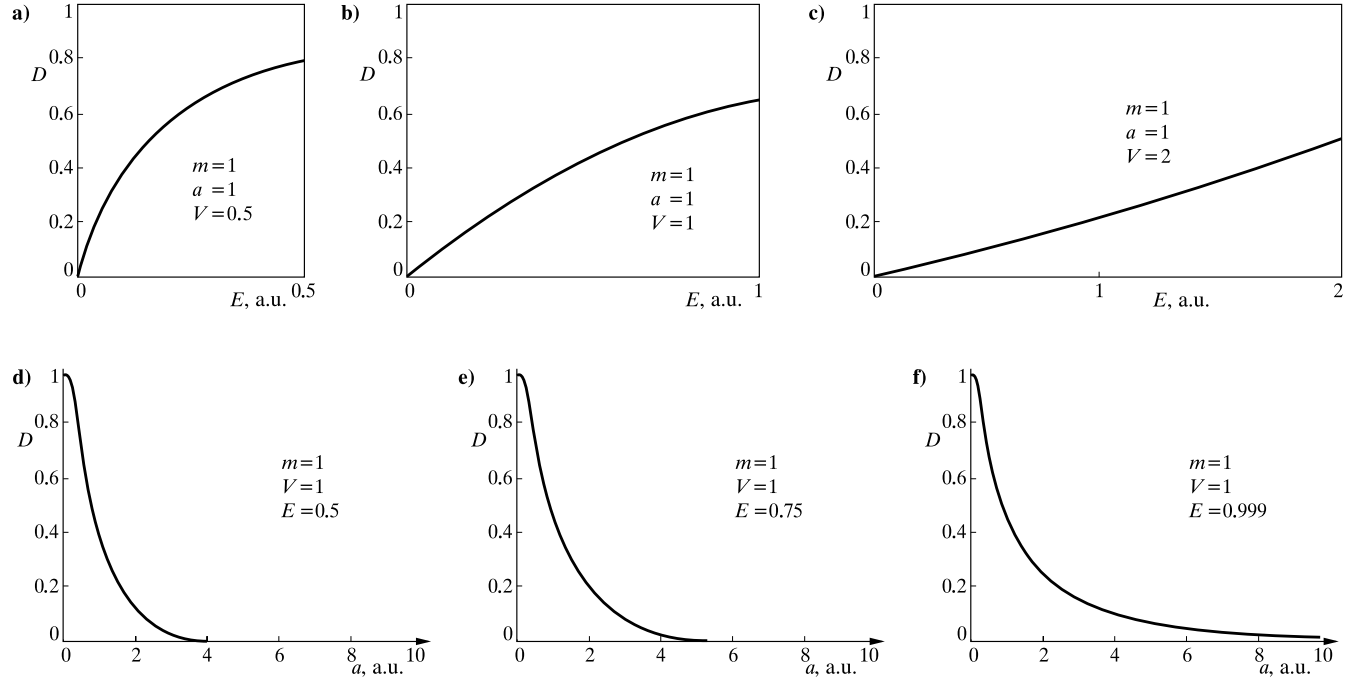 a)
1
0.8
D
0.6
0.4
0.2
0
m=1
a =1
V=0.5
0
E, a.u.
0.5
b)
1
0.8
D
0.6
0.4
0.2
0
m=1
a =1
V=1
0
E, a.u.
1
c)
1
0.8
D
0.6
0.4
0.2
0
m=1
a =1
V=2
0
1
E, a.u.
2
d)
1
0.8
D
0.6
0.4
0.2
0
m=1
V=1
E =0.5
0 2 4 6 8 10
a, a.u.
e)
1
0.8
D
0.6
0.4
0.2
0
m=1
V=1
E =0.75
0 2 4 6 8 10
a, a.u.
f)
1
0.8
D
0.6
0.4
0.2
0
m=1
V=1
E =0.999
0 2 4 6 8 10
a, a.u.